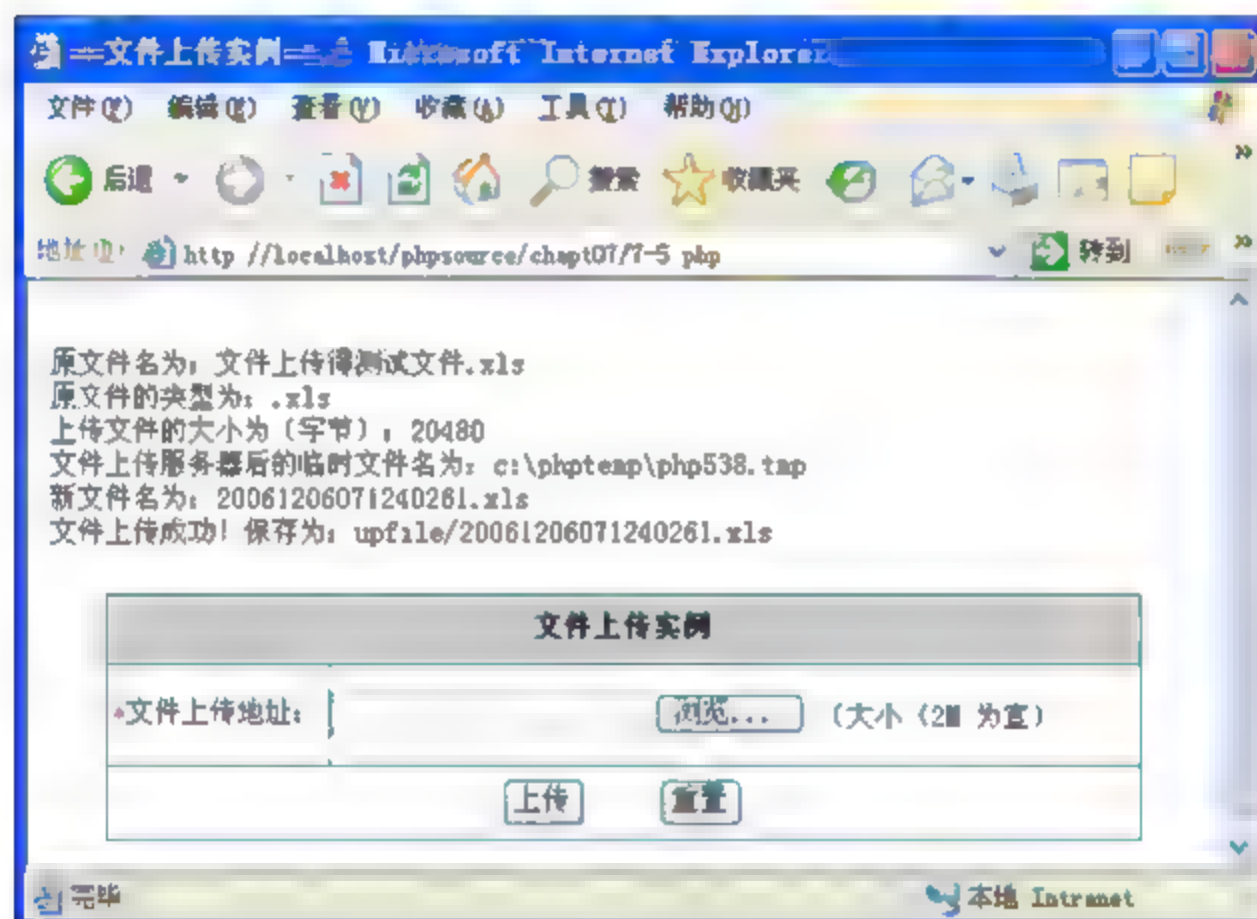 ==文件上传实例== Microsoft Internet Explorer
文件(F) 编辑(E) 查看(V) 收藏(A) 工具(T) 帮助(H)
后退 搜索 收藏夹
地址(D) http //localhost/phpsource/chapt07/7-5 php 转到
原文件名为：文件上传得测试文件.xls
原文件的类型为：.xls
上传文件的大小为（字节）：20480
文件上传服务器后的临时文件名为：c:\phptemp\php538.tmp
新文件名为：20061206071240261.xls
文件上传成功！保存为：upfile/20061206071240261.xls
文件上传实例
*文件上传地址： 浏览... （大小〈2M 为宜）
上传 重置
完毕 本地 Intranet